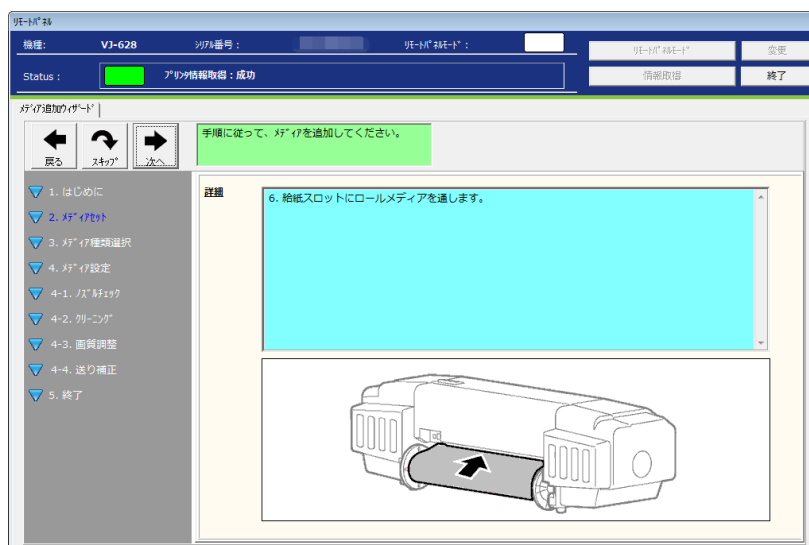 ﾘﾓｰﾄﾊﾟﾈﾙ
機種: VJ-628 ｼﾘｱﾙ番号： ﾘﾓｰﾄﾊﾟﾈﾙﾓｰﾄﾞ：
ﾘﾓｰﾄﾊﾟﾈﾙﾓｰﾄﾞ 変更
Status： ﾌﾟﾘﾝﾀ情報取得：成功
情報取得 終了
ﾒﾃﾞｨｱ追加ｳｨｻﾞｰﾄﾞ
戻る ｽｷｯﾌﾟ 次へ
手順に従って、ﾒﾃﾞｨｱを追加してください。
1. はじめに
2. ﾒﾃﾞｨｱｾｯﾄ
3. ﾒﾃﾞｨｱ種類選択
4. ﾒﾃﾞｨｱ設定
4-1. ﾉｽﾞﾙﾁｪｯｸ
4-2. ｸﾘｰﾆﾝｸﾞ
4-3. 画質調整
4-4. 送り補正
5. 終了
詳細
6. 給紙スロットにロールメディアを通します。